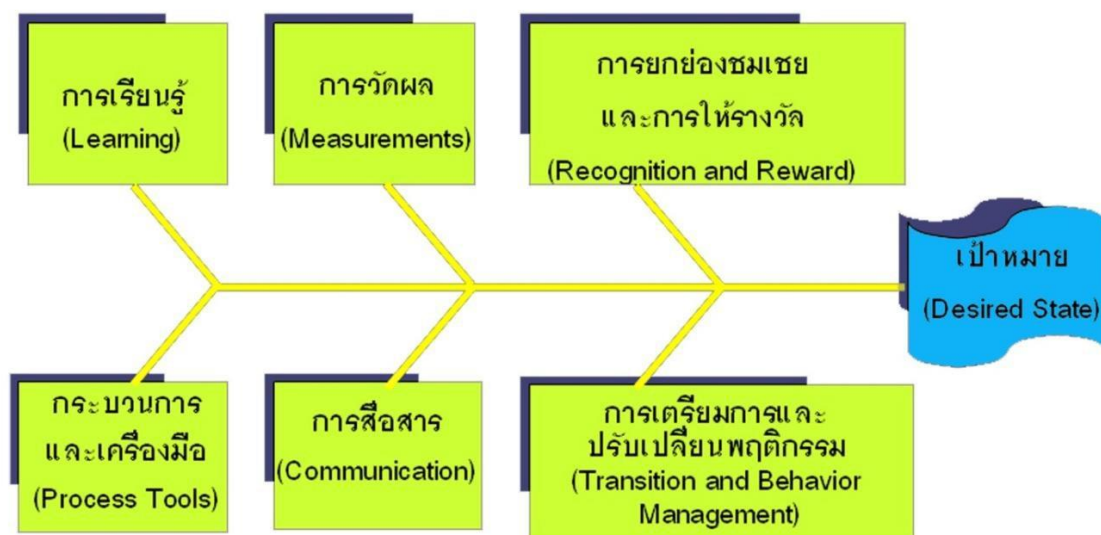 การเรียนรู้
(Learning)
การวัดผล
(Measurements)
การยกย่องชมเชย
และการให้รางวัล
(Recognition and Reward)
เป้าหมาย
(Desired State)
กระบวนการ
และเครื่องมือ
(Process Tools)
การสื่อสาร
(Communication)
การเตรียมการและ
ปรับเปลี่ยนพฤติกรรม
(Transition and Behavior
Management)